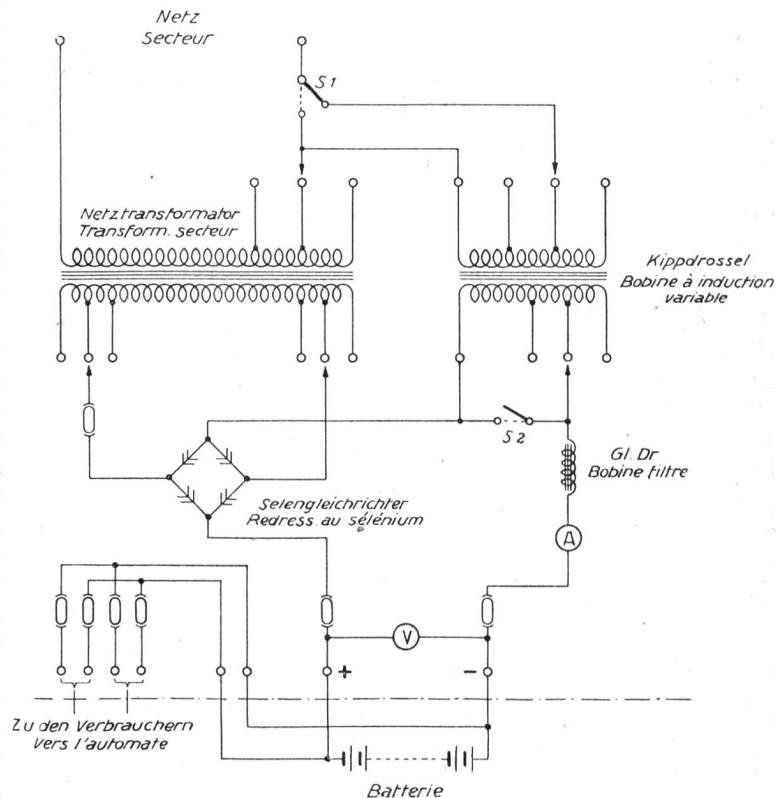 Netz
Secteur
S1
Netztransformator
Transform. secteur
Kippdrossel
Bobine à induction
variable
S2
Gl. Dr
Bobine filtre
Selengleichrichter
Redress. au sélénium
A
V
+
-
Zu den Verbrauchern
Vers l'automate
Batterie